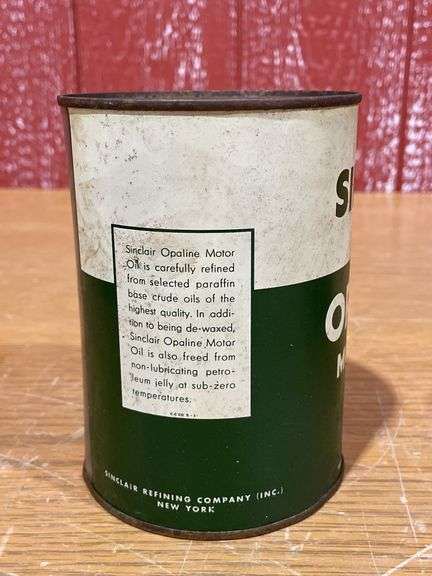 Sinclair Opaline Motor
Oil is carefully refined
from selected paraffin
base crude oils of the
highest quality. In addi-
tion to being de-waxed,
Sinclair Opaline Motor
Oil is also freed from
non-lubricating petro-
leum jelly at sub-zero
temperatures.
SINCLAIR REFINING COMPANY (INC.)
NEW YORK